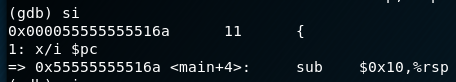 (gdb) si
0x000055555555516a      11      {
1: x/i $pc
=> 0x55555555516a <main+4>:     sub    $0x10,%rsp